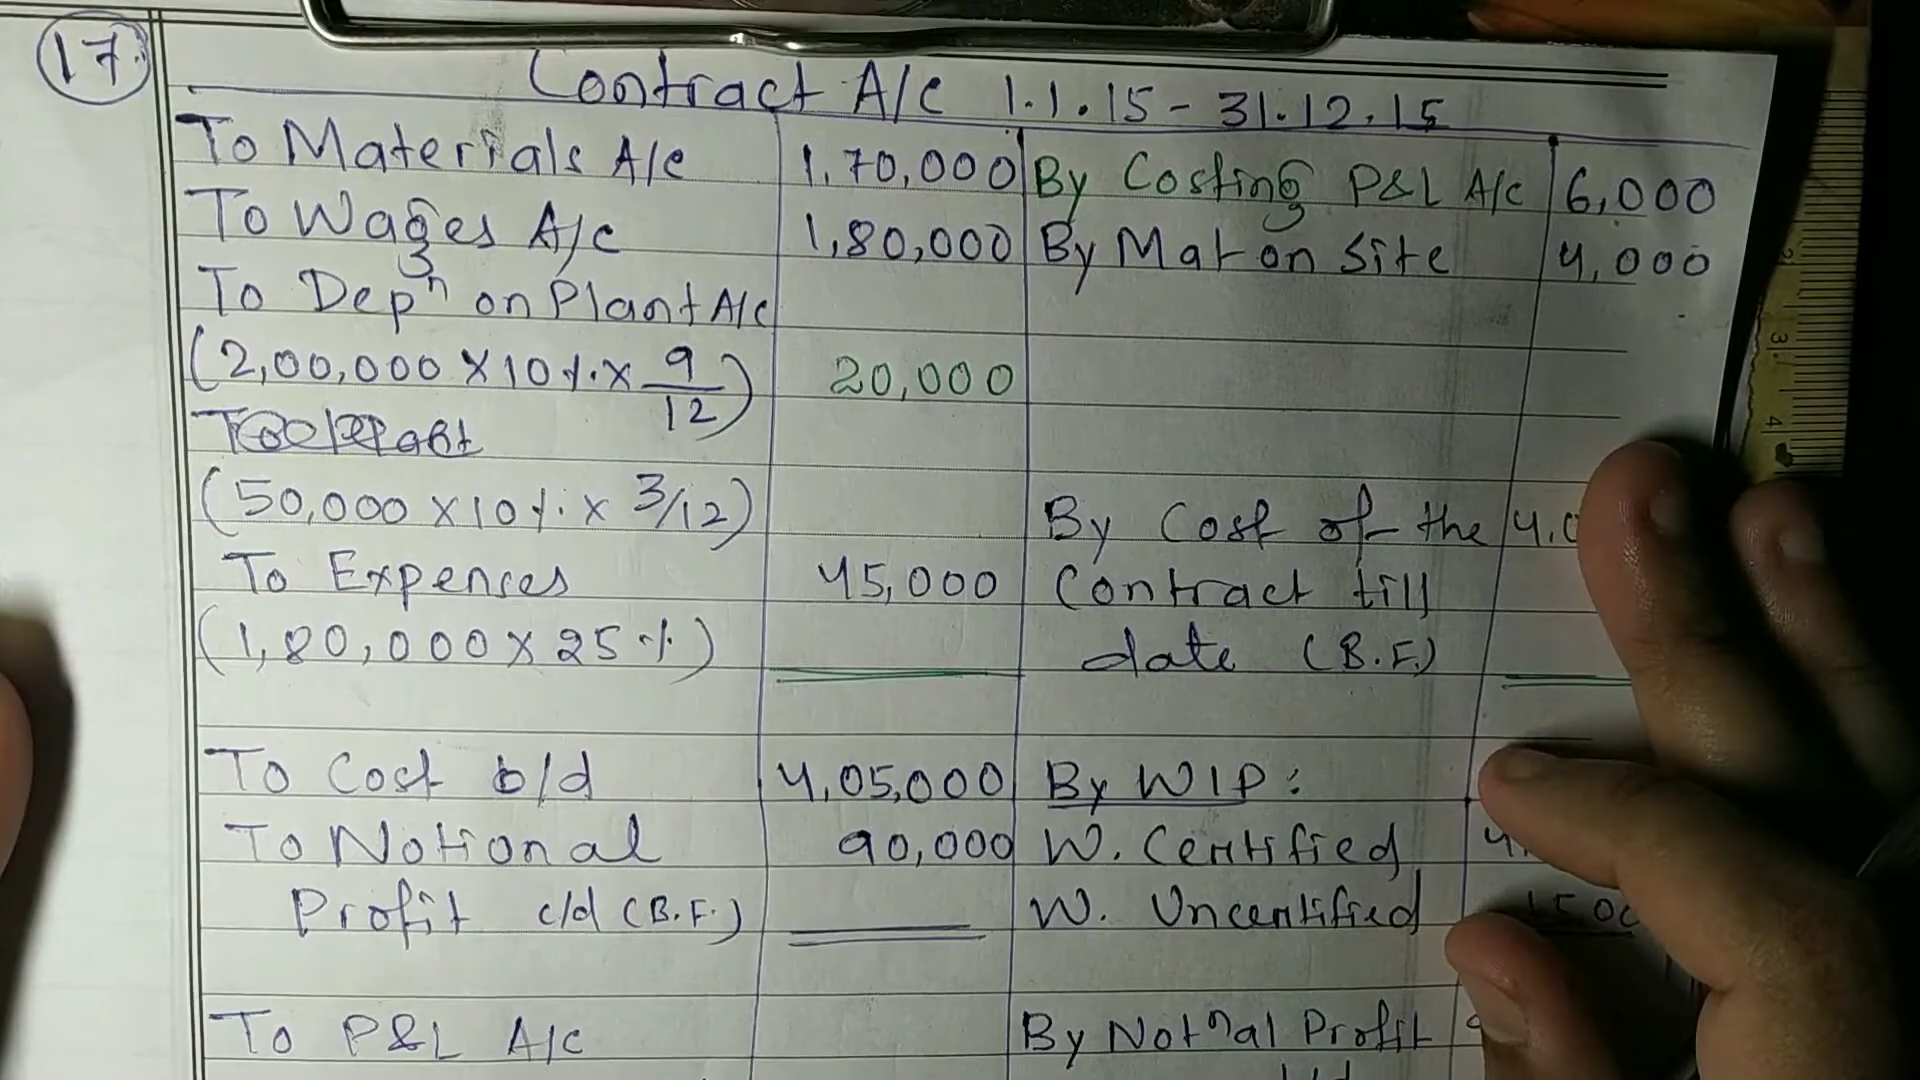 17.
Contract A/c 1.1.15 - 31.12.15
To Materials A/c 1,70,000 By Costing P&L A/c 6,000
To Wages A/c 1,80,000 By Mat on Site 4,000
To Depn on Plant A/c
(2,00,000 × 10% × 9/12) 20,000
(50,000 × 10% × 3/12) By Cost of the
To Expences 45,000 Contract till
(1,80,000 × 25%) date (B.F.)
To Cost b/d 4,05,000 By WIP:
To Notional 90,000 W. Certified
Profit c/d (B.F.) W. Uncertified
To P&L A/c By Notnal Profit